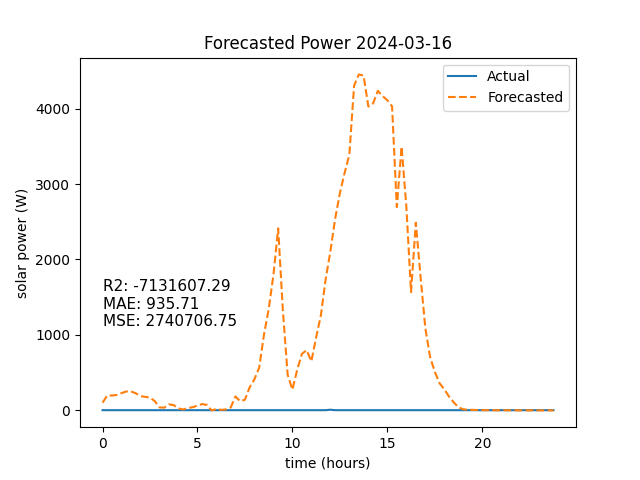 Forecasted Power 2024-03-16
Actual
Forecasted
4000
3000
2000
1000
0
solar power (W)
R2: -7131607.29
MAE: 935.71
MSE: 2740706.75
0 5 10 15 20
time (hours)